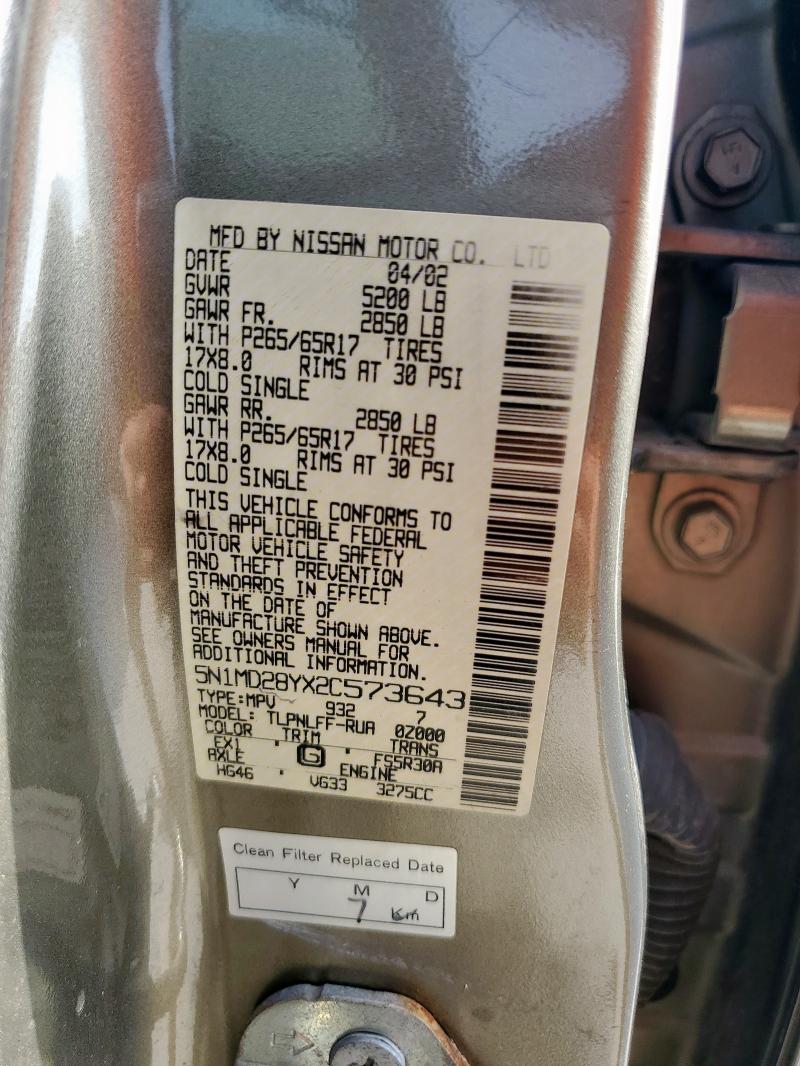 MFD BY NISSAN MOTOR CO. LTD
DATE 04/02
GVWR 5200 LB
GAWR FR. 2850 LB
WITH P265/65R17 TIRES
17X8.0 RIMS AT 30 PSI
COLD SINGLE
GAWR RR. 2850 LB
WITH P265/65R17 TIRES
17X8.0 RIMS AT 30 PSI
COLD SINGLE
THIS VEHICLE CONFORMS TO
ALL APPLICABLE FEDERAL
MOTOR VEHICLE SAFETY
AND THEFT PREVENTION
STANDARDS IN EFFECT
ON THE DATE OF
MANUFACTURE SHOWN ABOVE.
SEE OWNERS MANUAL FOR
ADDITIONAL INFORMATION.
5N1MD28YX2C573643
TYPE:MPV 932 7
MODEL: TLPNLFF-RUA 0Z000
COLOR TRIM TRANS
EX1 G FS5R30A
AXLE ENGINE
HG46 VG33 3275CC
Clean Filter Replaced Date
Y M D
7 Km